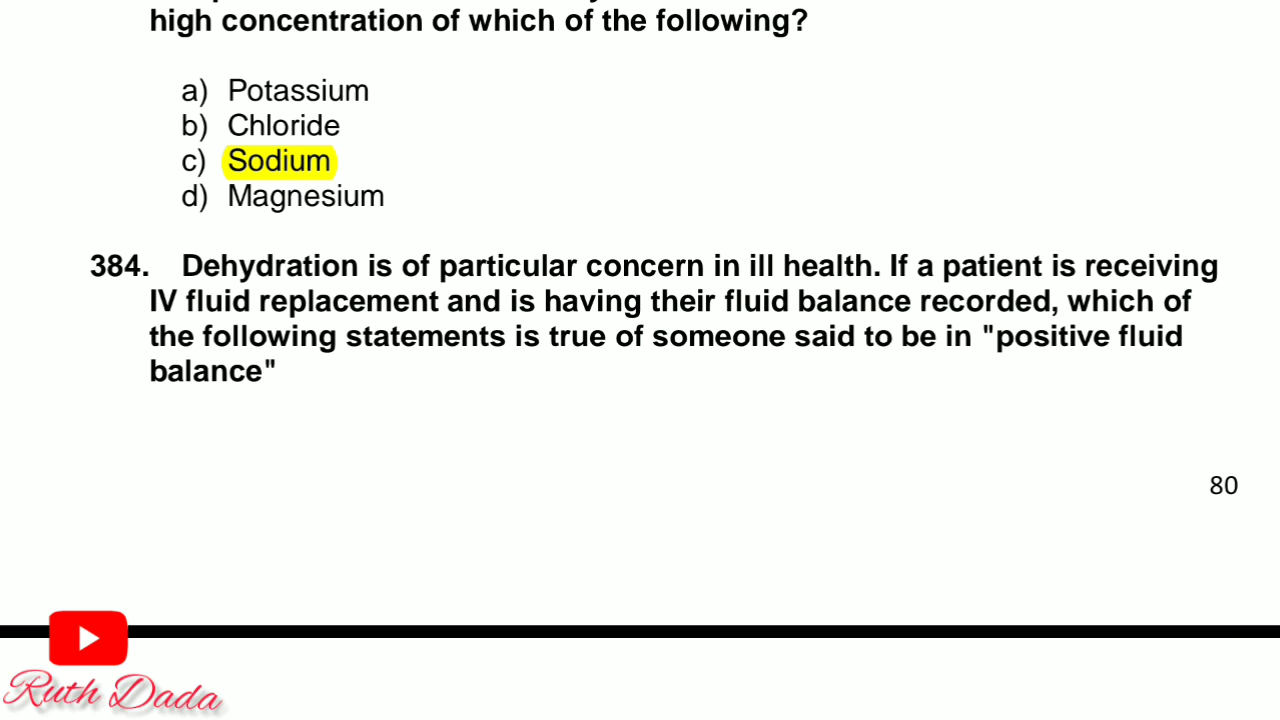 high concentration of which of the following?
a) Potassium
b) Chloride
c) Sodium
d) Magnesium
384. Dehydration is of particular concern in ill health. If a patient is receiving
IV fluid replacement and is having their fluid balance recorded, which of
the following statements is true of someone said to be in "positive fluid
balance"
80
Ruth Dada